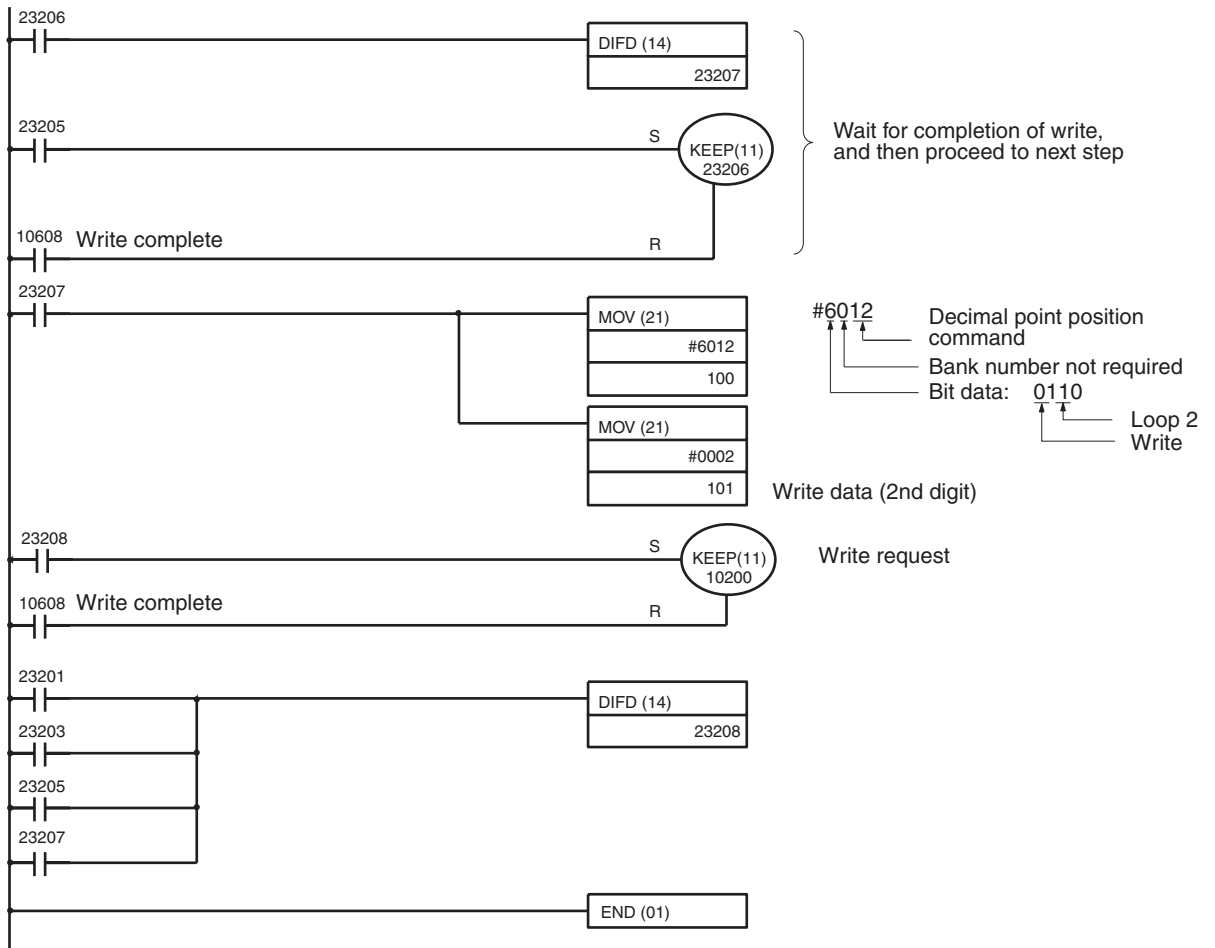 23206
DIFD (14)
23207
23205
S
KEEP(11)
23206
Wait for completion of write,
and then proceed to next step
10608 Write complete
R
23207
MOV (21)
#6012
100
#6012
Decimal point position
command
Bank number not required
Bit data: 0110
Loop 2
Write
MOV (21)
#0002
101
Write data (2nd digit)
23208
S
KEEP(11)
10200
Write request
10608 Write complete
R
23201
DIFD (14)
23208
23203
23205
23207
END (01)